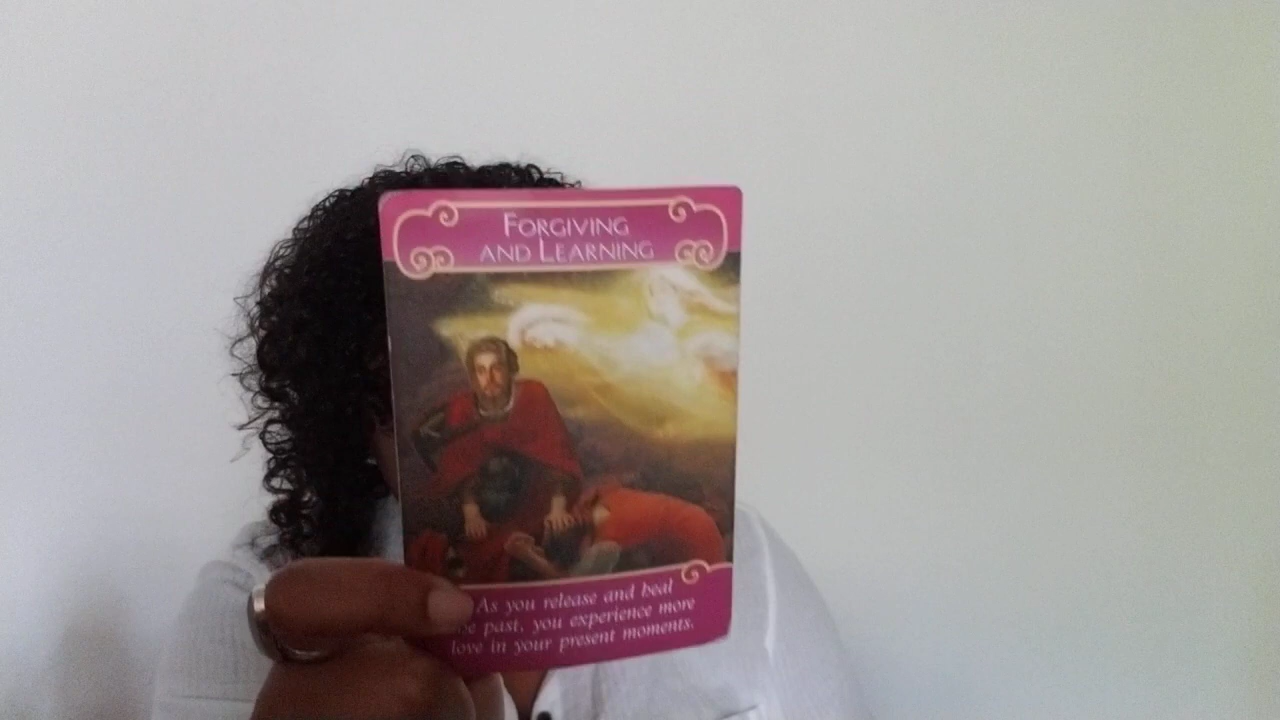 FORGIVING
AND LEARNING
As you release and heal
past, you experience more
love in your present moments.